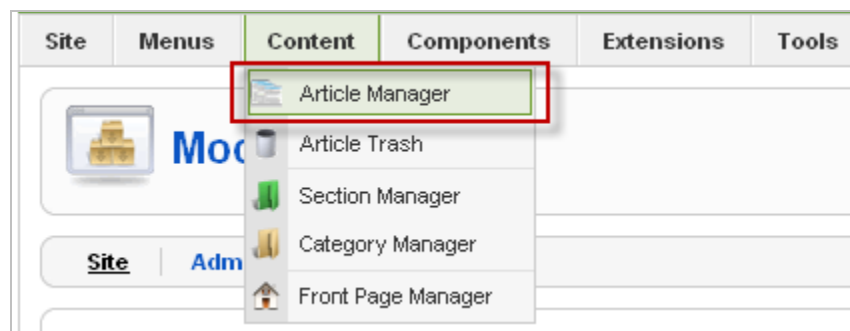 Site Menus Content Components Extensions Tools
Article Manager
Article Trash
Section Manager
Category Manager
Front Page Manager
Site